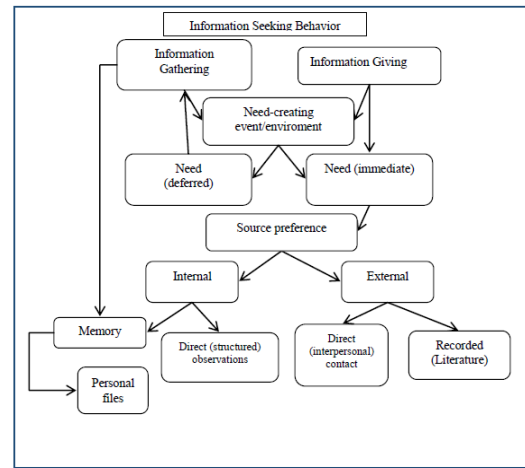 Information Seeking Behavior
Information
Gathering
Information Giving
Need-creating
event/enviroment
Need
(deferred)
Need (immediate)
Source preference
Internal
External
Memory
Direct (structured)
observations
Direct
(interpersonal)
contact
Recorded
(Literature)
Personal
files